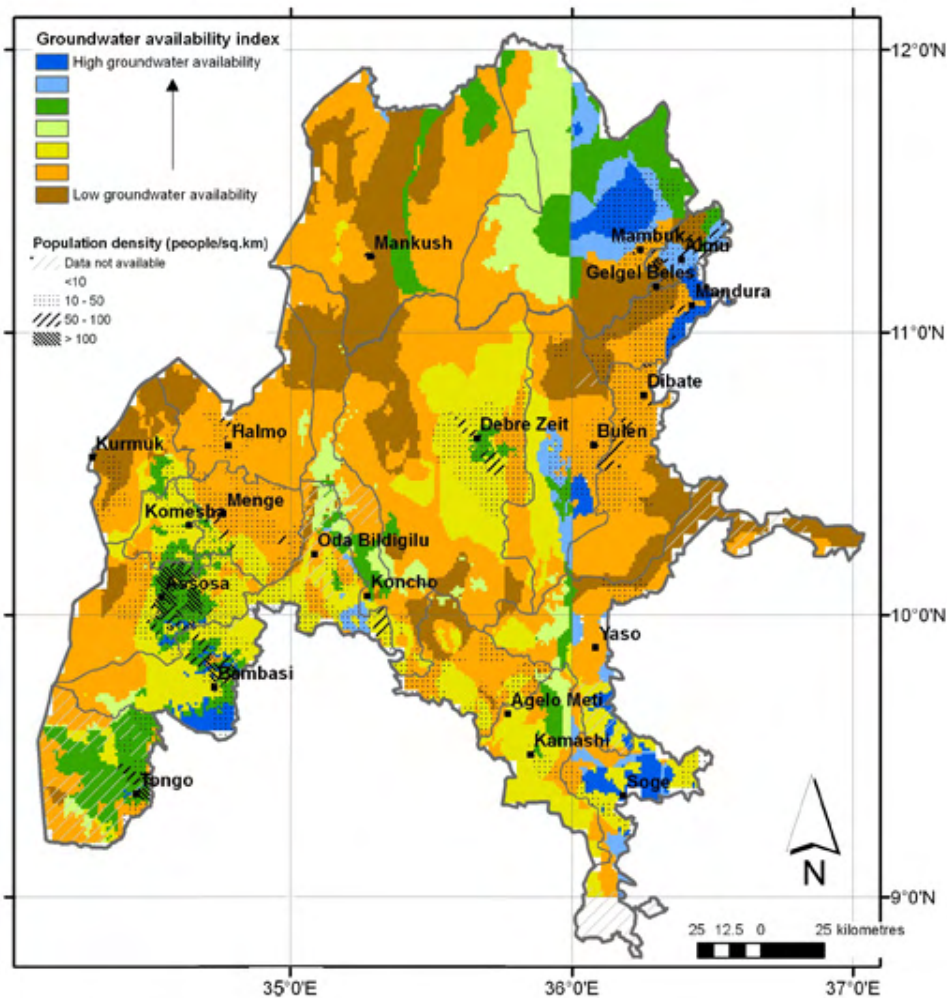 Groundwater availability index
High groundwater availability
Low groundwater availability
Population density (people/sq.km)
Data not available
<10
10 - 50
50 - 100
> 100
12°0'N
Mankush
Mambuk
Almu
Gelgel Beles
Mandura
11°0'N
Dibate
Debre Zeit
Bulen
Halmo
Kurmuk
Menge
Komesha
Oda Bildigilu
Assosa
Koncho
10°0'N
Yaso
Bambasi
Agelo Meti
Kamashi
Soge
Tongo
N
9°0'N
25 12.5 0 25 kilometres
35°0'E 36°0'E 37°0'E